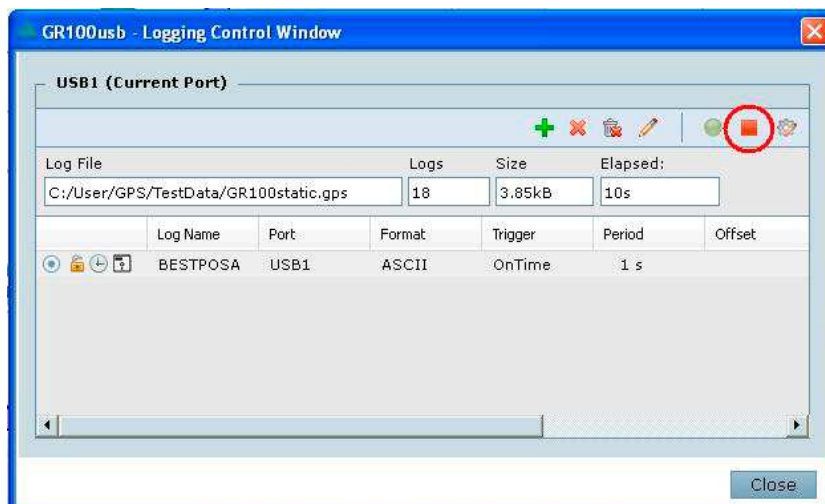 GR100usb - Logging Control Window
USB1 (Current Port)
Log File Logs Size Elapsed:
C:/User/GPS/TestData/GR100static.gps 18 3.85kB 10s
Log Name Port Format Trigger Period Offset
BESTPOSA USB1 ASCII OnTime 1 s
Close